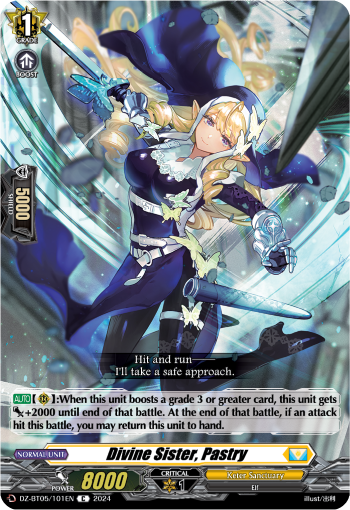 1
GRADE
BOOST
5000
SHIELD
Hit and run——
I'll take a safe approach.
AUTO【】:When this unit boosts a grade 3 or greater card, this unit gets
+2000 until end of that battle. At the end of that battle, if an attack
hit this battle, you may return this unit to hand.
NORMAL UNIT
Divine Sister, Pastry
POWER 8000
CRITICAL
1
Keter Sanctuary
Elf
DZ-BT05/101EN C 2024
illust/出利